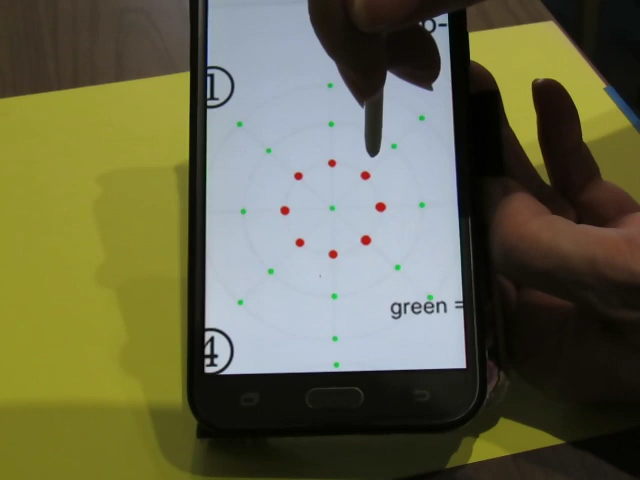 b-
①
green =
④